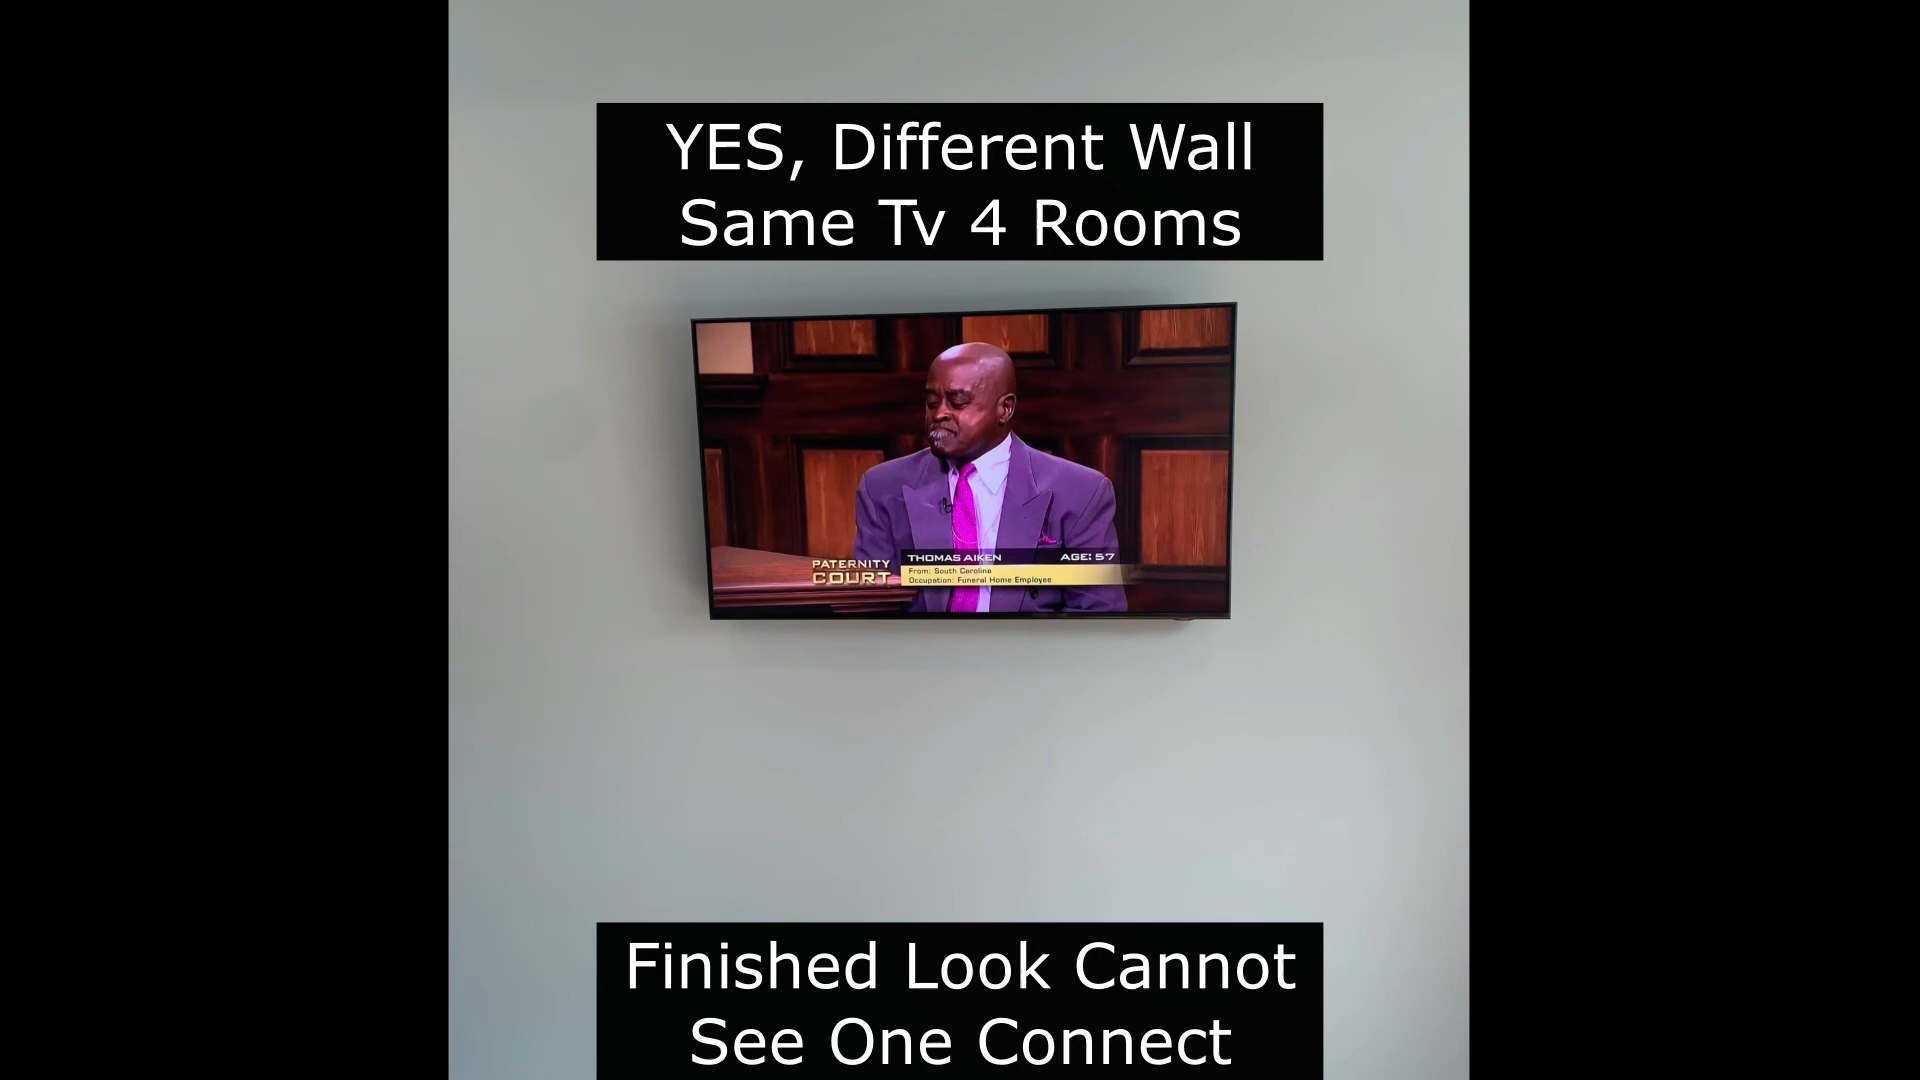 YES, Different Wall
Same Tv 4 Rooms
THOMAS AIKEN AGE: 57
PATERNITY
COURT
From: South Carolina
Occupation: Funeral Home Employee
Finished Look Cannot
See One Connect